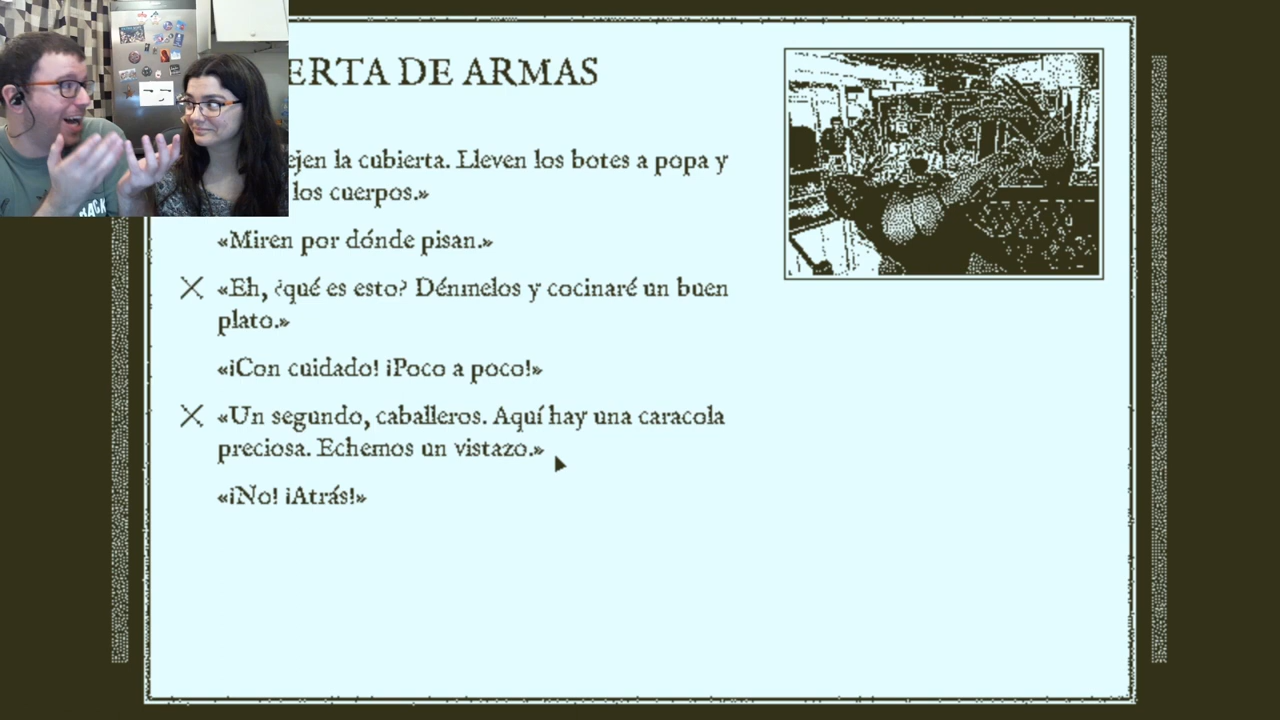 ERTA DE ARMAS
ejen la cubierta. Lleven los botes a popa y
los cuerpos.»
«Miren por dónde pisan.»
«Eh, ¿qué es esto? Dénmelos y cocinaré un buen
plato.»
«¡Con cuidado! ¡Poco a poco!»
«Un segundo, caballeros. Aquí hay una caracola
preciosa. Echemos un vistazo.»
«¡No! ¡Atrás!»